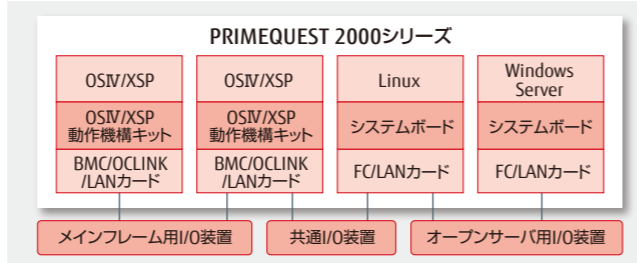 PRIMEQUEST 2000シリーズ
OSⅣ/XSP
OSⅣ/XSP
Linux
Windows
Server
OSⅣ/XSP
動作機構キット
OSⅣ/XSP
動作機構キット
システムボード
システムボード
BMC/OCLINK
/LANカード
BMC/OCLINK
/LANカード
FC/LANカード
FC/LANカード
メインフレーム用I/O装置
共通I/O装置
オープンサーバ用I/O装置